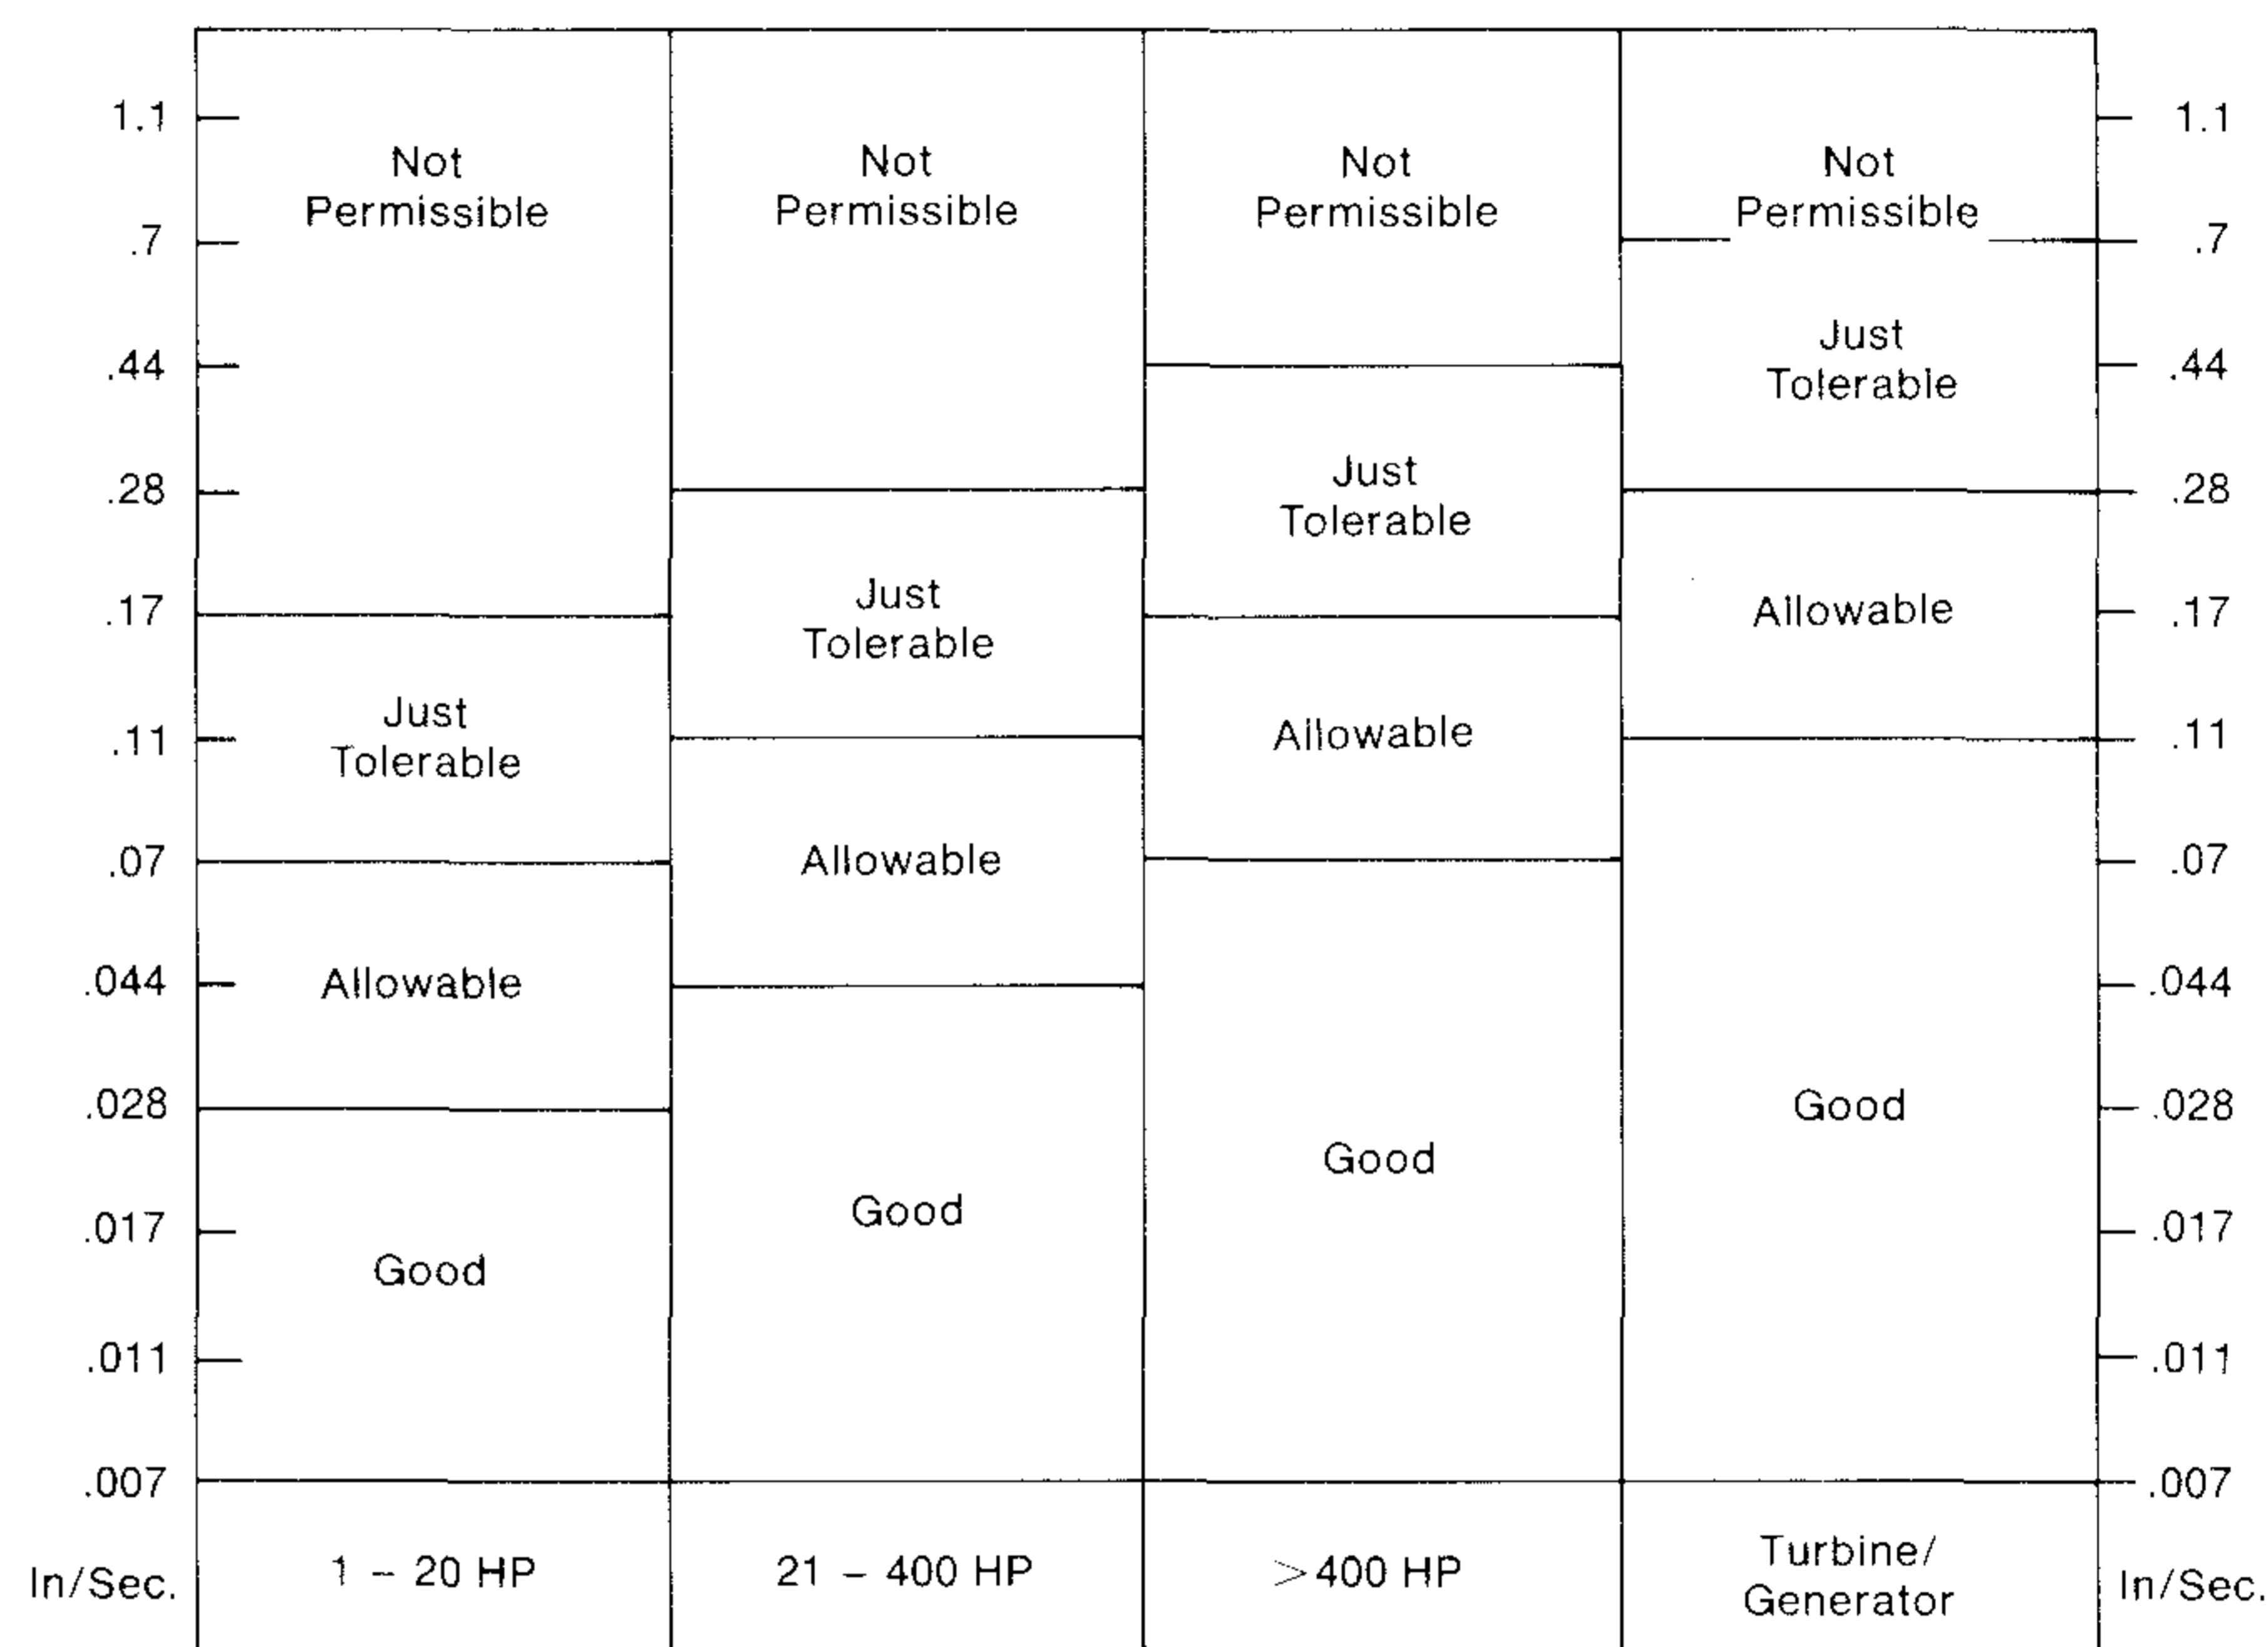 1.1
.7
.44
.28
.17
.11
.07
.044
.028
.017
.011
.007
In/Sec.
Not
Permissible
Just
Tolerable
Allowable
Good
1 – 20 HP
Not
Permissible
Just
Tolerable
Allowable
Good
21 – 400 HP
Not
Permissible
Just
Tolerable
Allowable
Good
>400 HP
Not
Permissible
Just
Tolerable
Allowable
Good
Turbine/
Generator
1.1
.7
.44
.28
.17
.11
.07
.044
.028
.017
.011
.007
In/Sec.